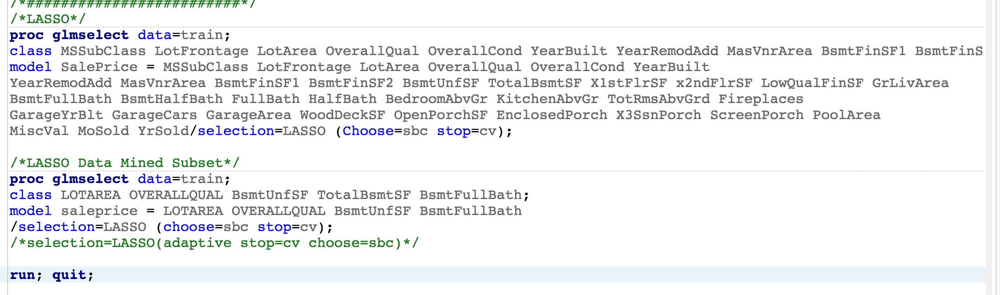 /*#########################*/
/*LASSO*/
proc glmselect data=train;
class MSSubClass LotFrontage LotArea OverallQual OverallCond YearBuilt YearRemodAdd MasVnrArea BsmtFinSF1 BsmtFinS
model SalePrice = MSSubClass LotFrontage LotArea OverallQual OverallCond YearBuilt
YearRemodAdd MasVnrArea BsmtFinSF1 BsmtFinSF2 BsmtUnfSF TotalBsmtSF X1stFlrSF x2ndFlrSF LowQualFinSF GrLivArea
BsmtFullBath BsmtHalfBath FullBath HalfBath BedroomAbvGr KitchenAbvGr TotRmsAbvGrd Fireplaces
GarageYrBlt GarageCars GarageArea WoodDeckSF OpenPorchSF EnclosedPorch X3SsnPorch ScreenPorch PoolArea
MiscVal MoSold YrSold/selection=LASSO (Choose=sbc stop=cv);
/*LASSO Data Mined Subset*/
proc glmselect data=train;
class LOTAREA OVERALLQUAL BsmtUnfSF TotalBsmtSF BsmtFullBath;
model saleprice = LOTAREA OVERALLQUAL BsmtUnfSF BsmtFullBath
/selection=LASSO (choose=sbc stop=cv);
/*selection=LASSO(adaptive stop=cv choose=sbc)*/
run; quit;